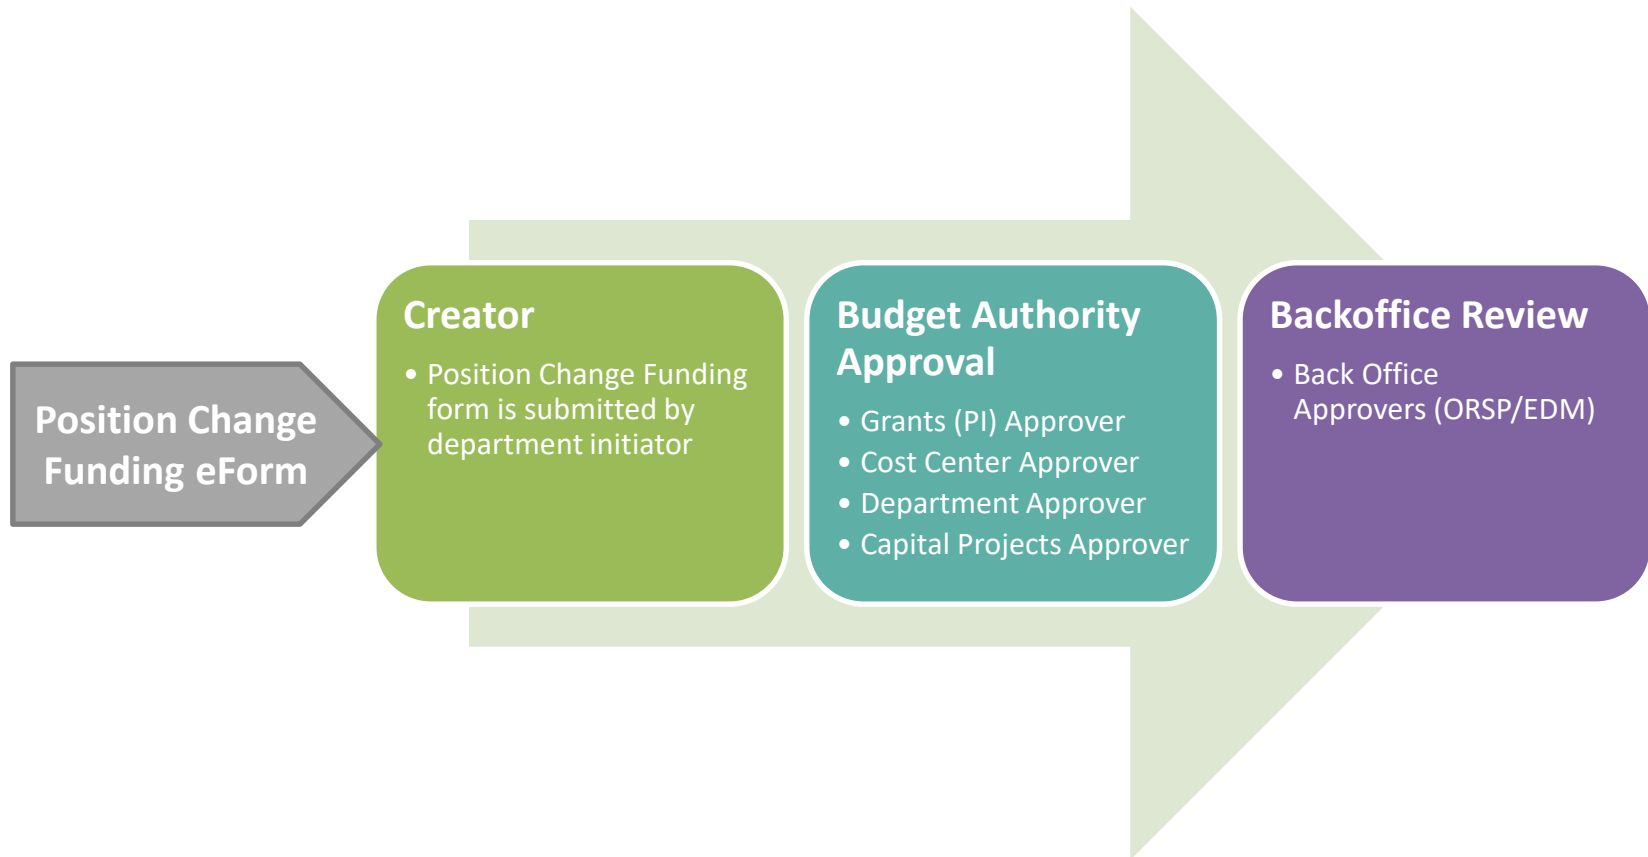 Position Change
Funding eForm
Creator
• Position Change Funding
form is submitted by
department initiator
Budget Authority
Approval
• Grants (PI) Approver
• Cost Center Approver
• Department Approver
• Capital Projects Approver
Backoffice Review
• Back Office
Approvers (ORSP/EDM)